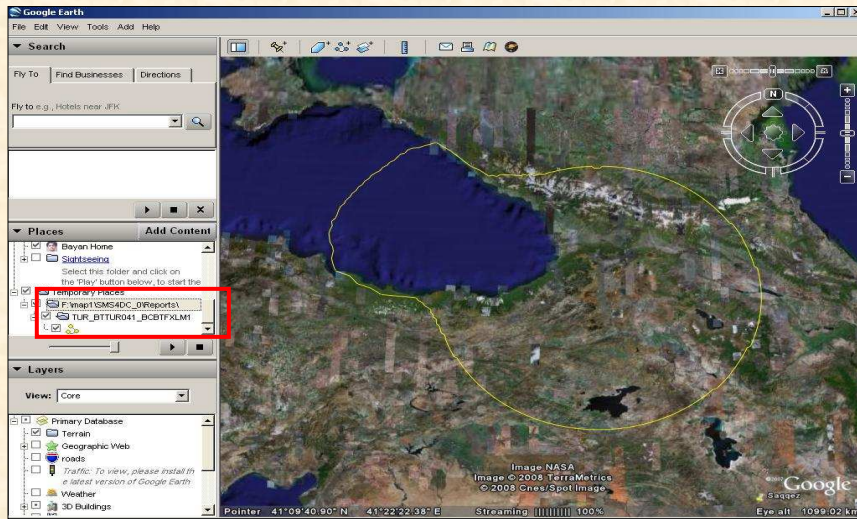 Google Earth
File Edit View Tools Add Help
Search
Fly To Find Businesses Directions
Fly to e.g., Hotels near JFK
Places Add Content
Bayan Home
Sightseeing
Select this folder and click on
the 'Play' button below, to start the
Temporary Places
F:\map1\SMS4DC_0\Reports\
TUR_BTTUR041_BCBTFXLM1
Layers
View: Core
Primary Database
Terrain
Geographic Web
roads
Traffic: To view, please install th
e latest version of Google Earth
Weather
3D Buildings
N
Image NASA
Image © 2008 TerraMetrics
© 2008 Cnes/Spot Image
Google
Saqqez
Pointer 41°09'40.90" N 41°22'22.38" E Streaming 100% Eye alt 1099.02 km